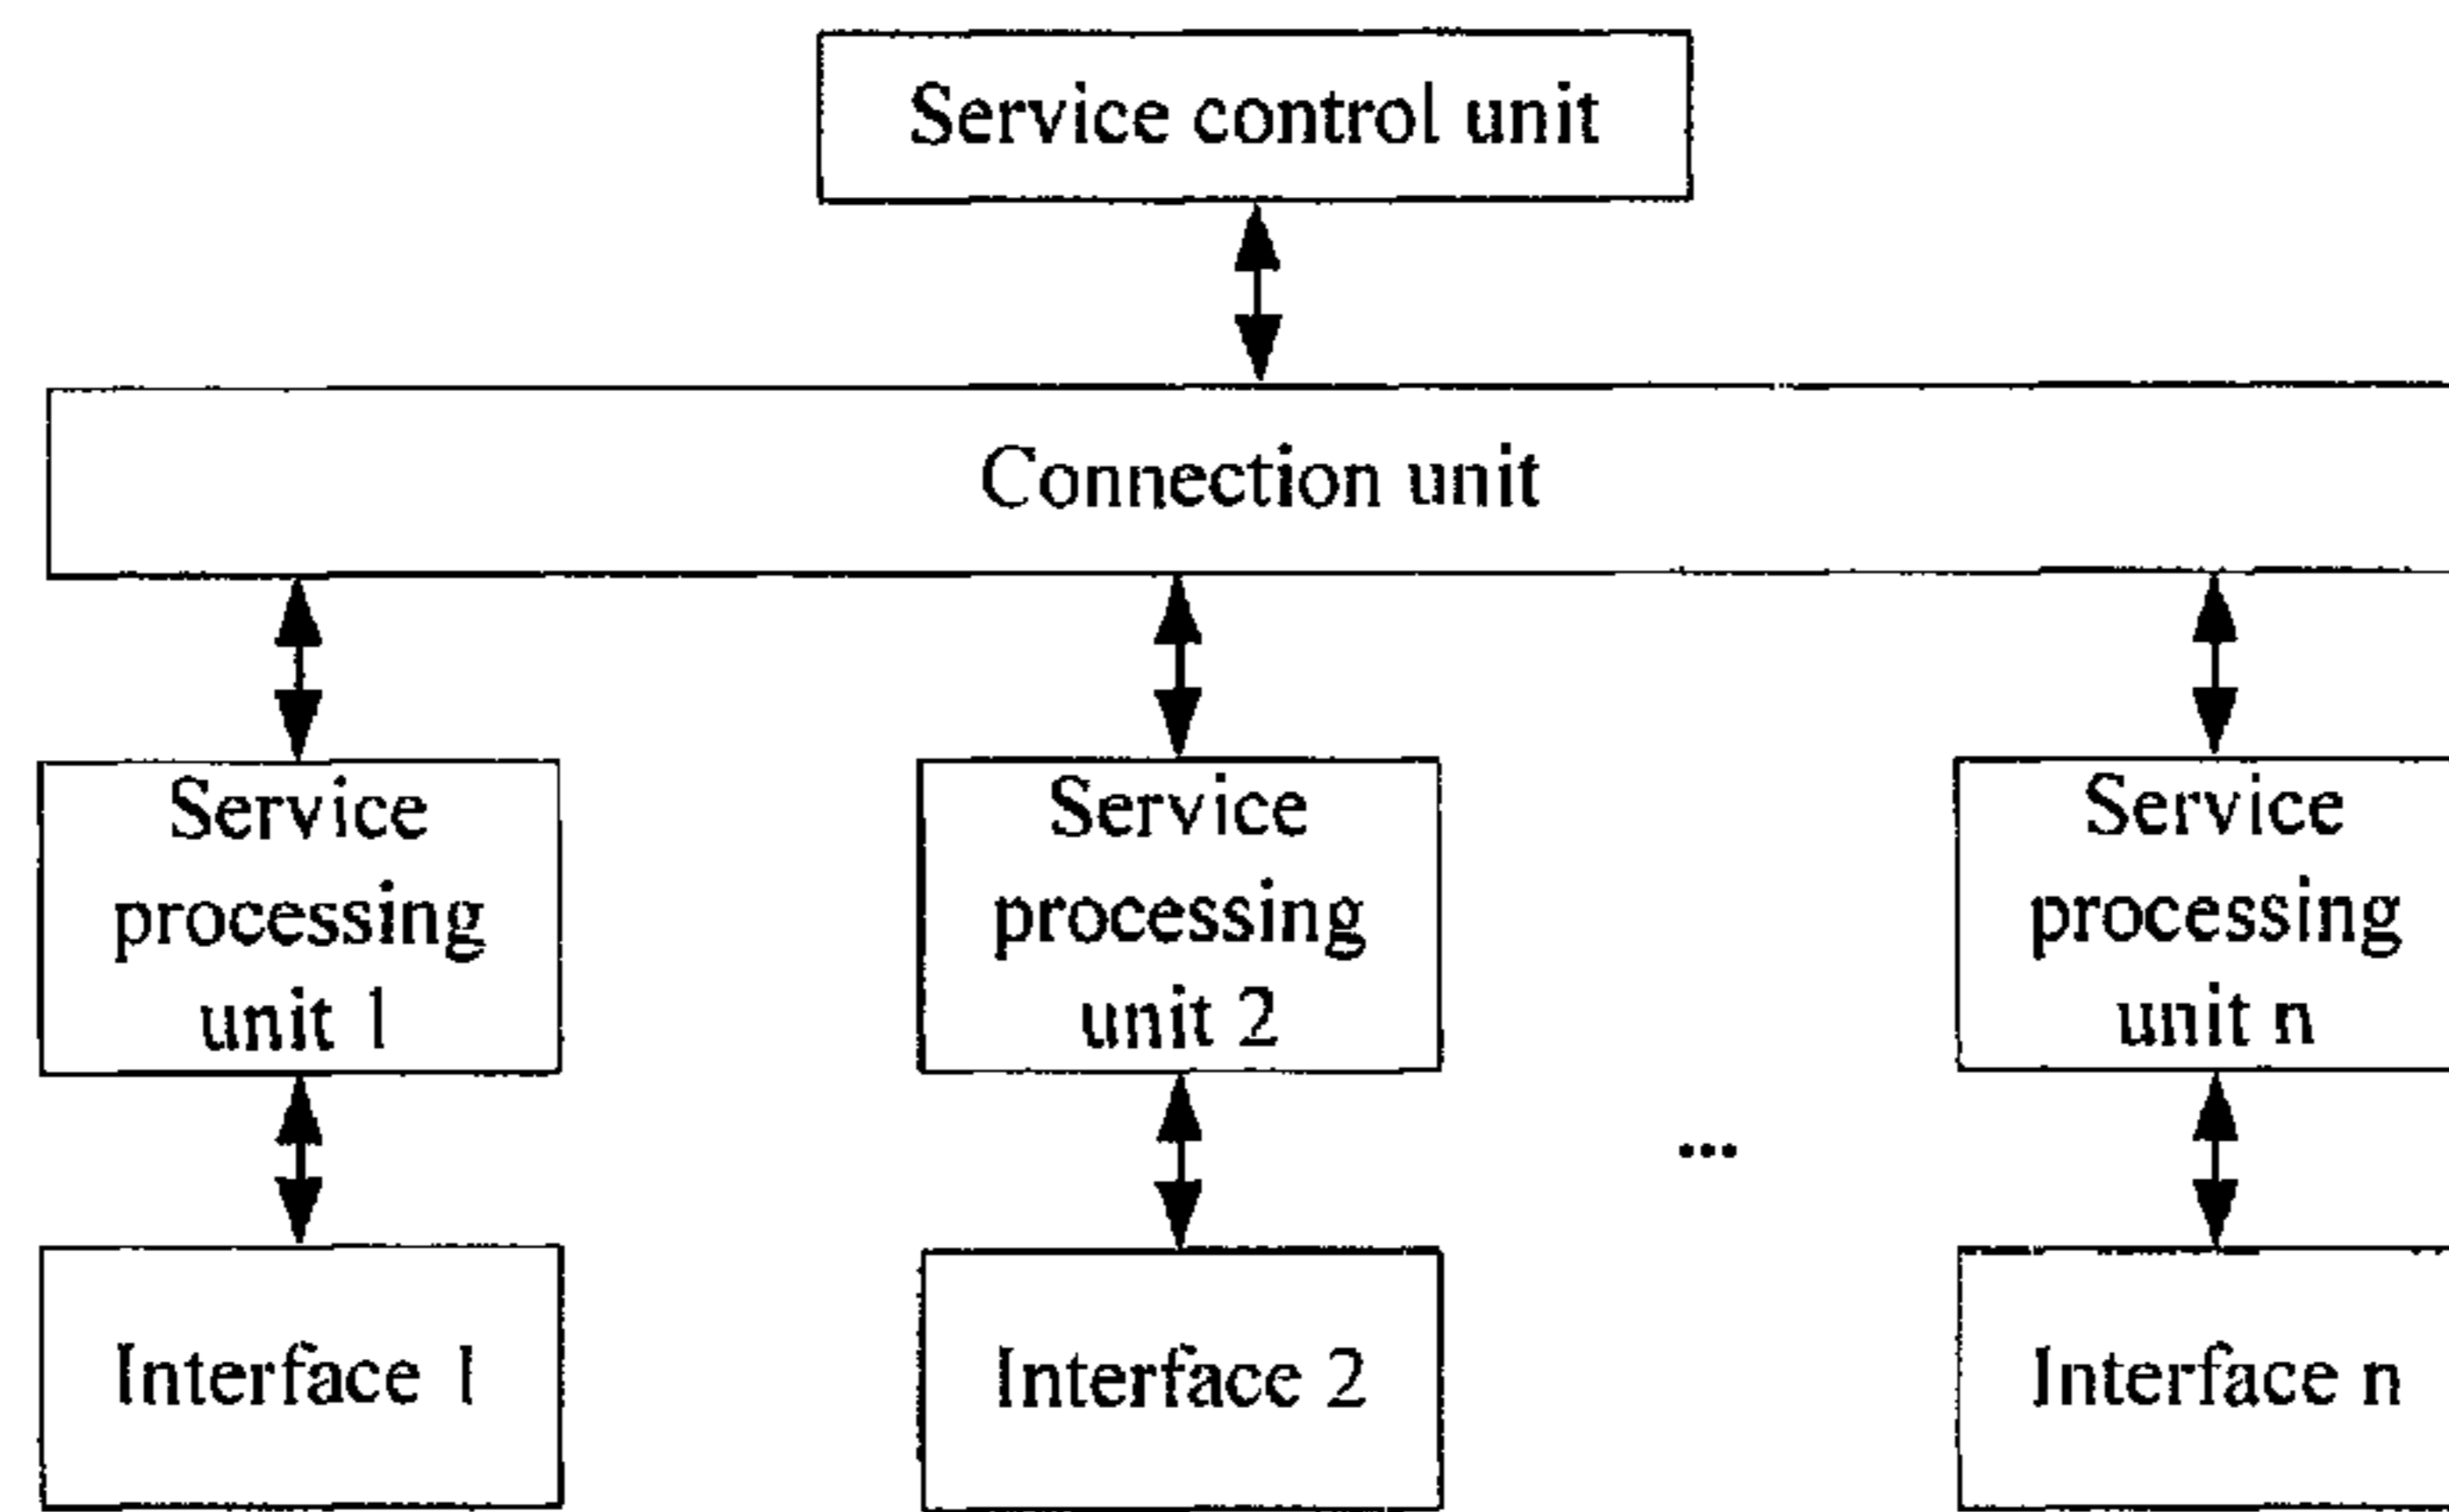 Service control unit
Connection unit
Service
processing
unit 1
Service
processing
unit 2
Service
processing
unit n
...
Interface 1
Interface 2
Interface n